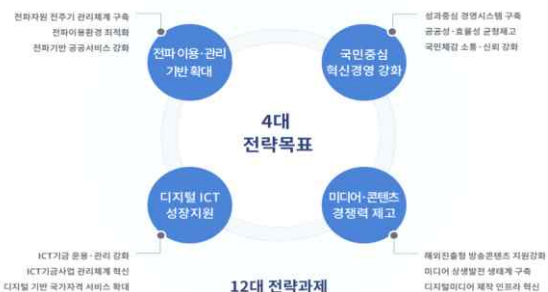 전파자원 전주기 관리체계 구축
전파이용환경 최적화
전파기반 공공서비스 강화
전파 이용·관리
기반 확대
성과중심 경영시스템 구축
공공성·효율성 균형제고
국민체감 소통·신뢰 강화
국민중심
혁신경영 강화
4대
전략목표
디지털 ICT
성장지원
ICT기금 운용·관리 강화
ICT기금사업 관리체계 혁신
디지털 기반 국가자격 서비스 확대
미디어·콘텐츠
경쟁력 제고
해외진출형 방송콘텐츠 지원강화
미디어 상생발전 생태계 구축
디지털미디어 제작 인프라 혁신
12대 전략과제